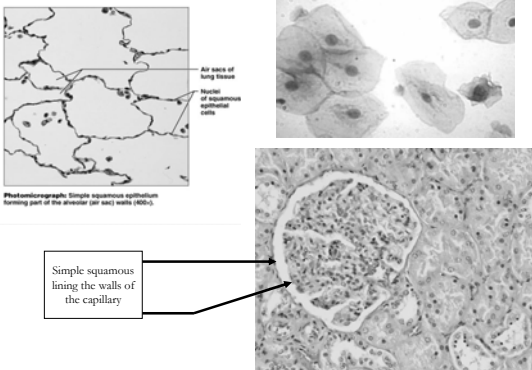 Air sacs of
lung tissue
Nuclei
of squamous
epithelial
cells
Photomicrograph: Simple squamous epithelium
forming part of the alveolar (air sac) walls (400×).
Simple squamous
lining the walls of
the capillary